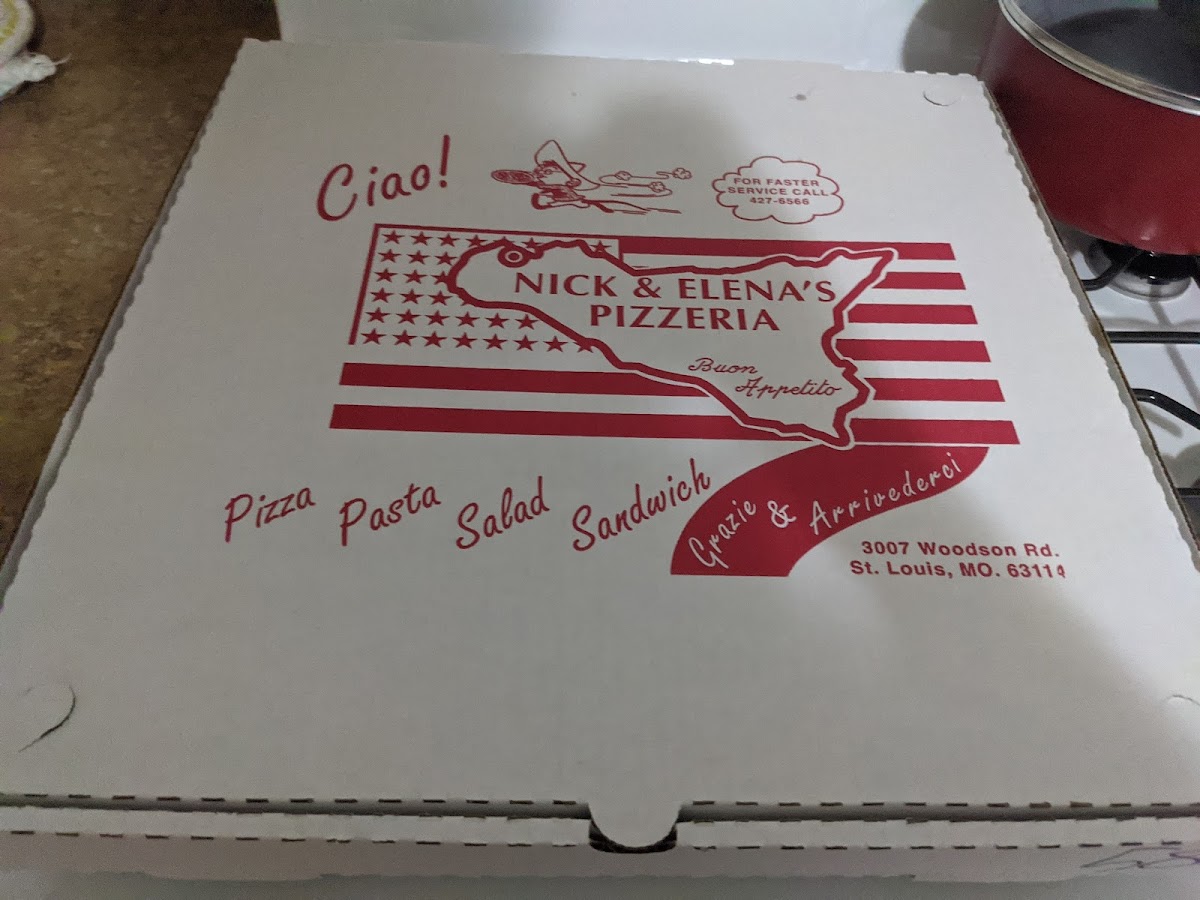 Ciao!
FOR FASTER
SERVICE CALL
427-6566
NICK & ELENA'S
PIZZERIA
Buon
Appetito
Pizza Pasta Salad Sandwich
Grazie & Arrivederci
3007 Woodson Rd.
St. Louis, MO. 63114